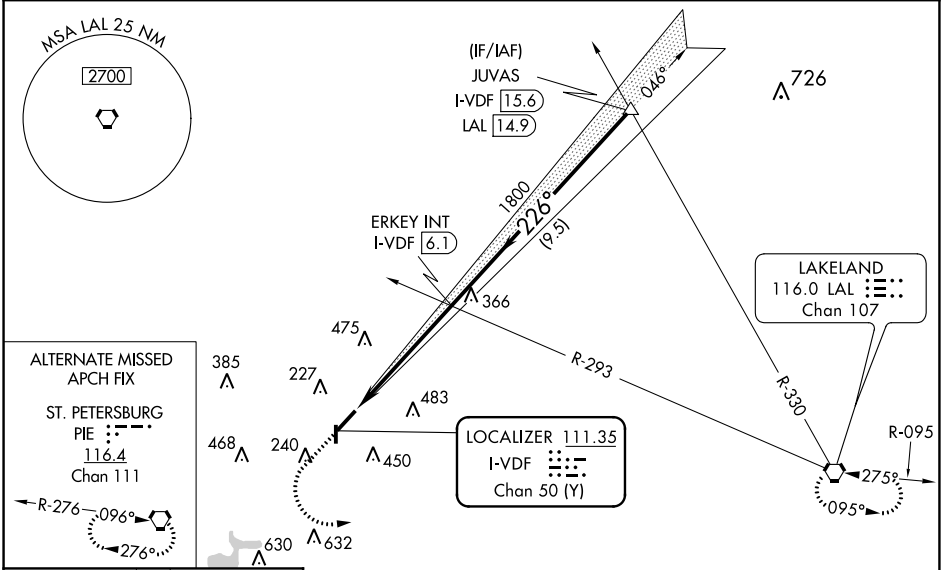 MSA LAL 25 NM
2700
(IF/IAF)
JUVAS
I-VDF 15.6
LAL 14.9
046°
726
1800
226°
(9.5)
ERKEY INT
I-VDF 6.1
366
LAKELAND
116.0 LAL
Chan 107
475
R-293
R-330
385
227
483
ALTERNATE MISSED
APCH FIX
ST. PETERSBURG
PIE
116.4
Chan 111
R-276
096°
276°
468
240
450
LOCALIZER 111.35
I-VDF
Chan 50 (Y)
R-095
275°
095°
630
632